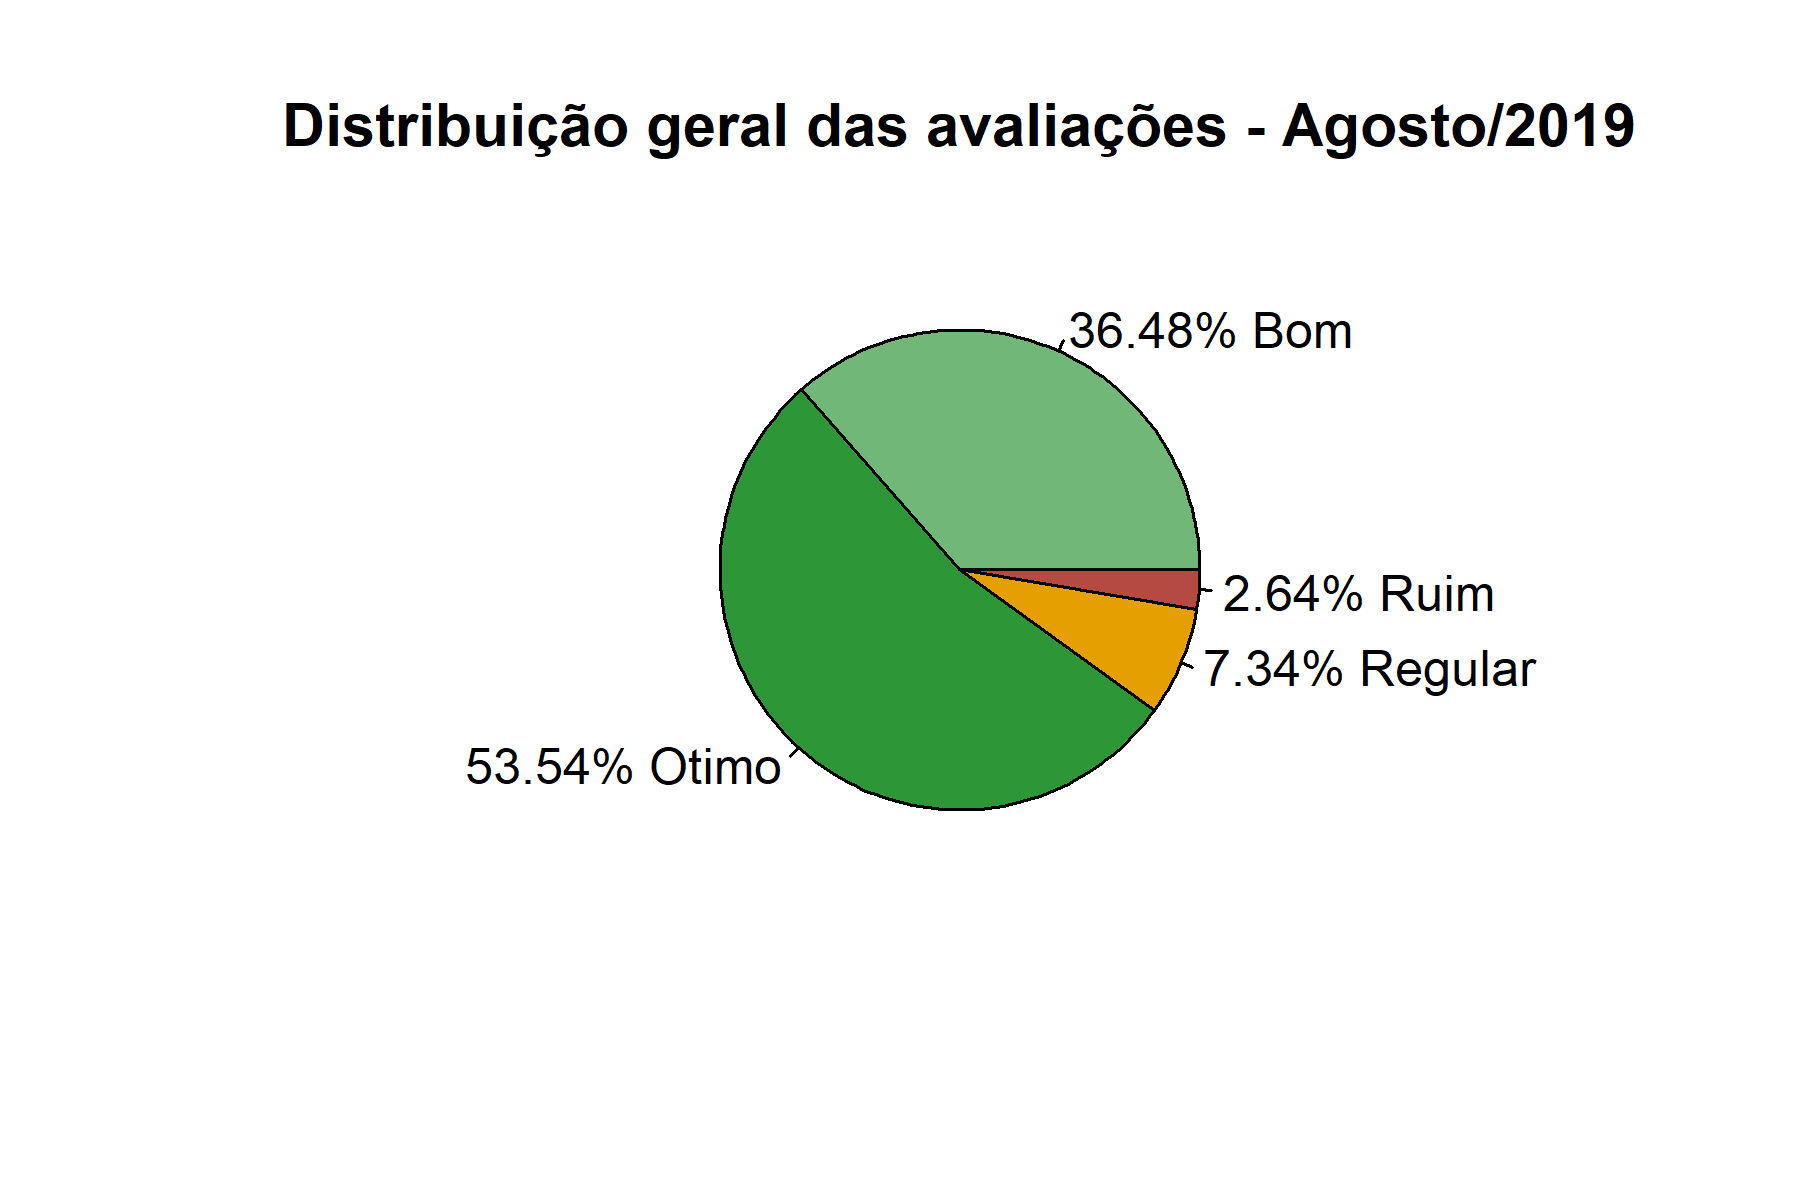 Distribuição geral das avaliações - Agosto/2019
36.48% Bom
2.64% Ruim
7.34% Regular
53.54% Otimo